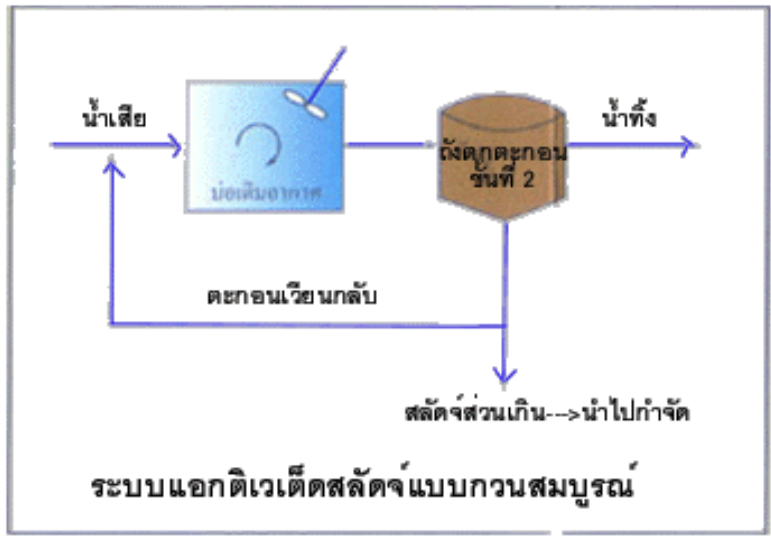 น้ำเสีย
น้ำทิ้ง
บ่อเติมอากาศ
ถังตกตะกอน
ชั้นที่ 2
ตะกอนเวียนกลับ
สลัดจ์ส่วนเกิน--->นำไปกำจัด
ระบบแอกติเวเต็ดสลัดจ์แบบกวนสมบูรณ์